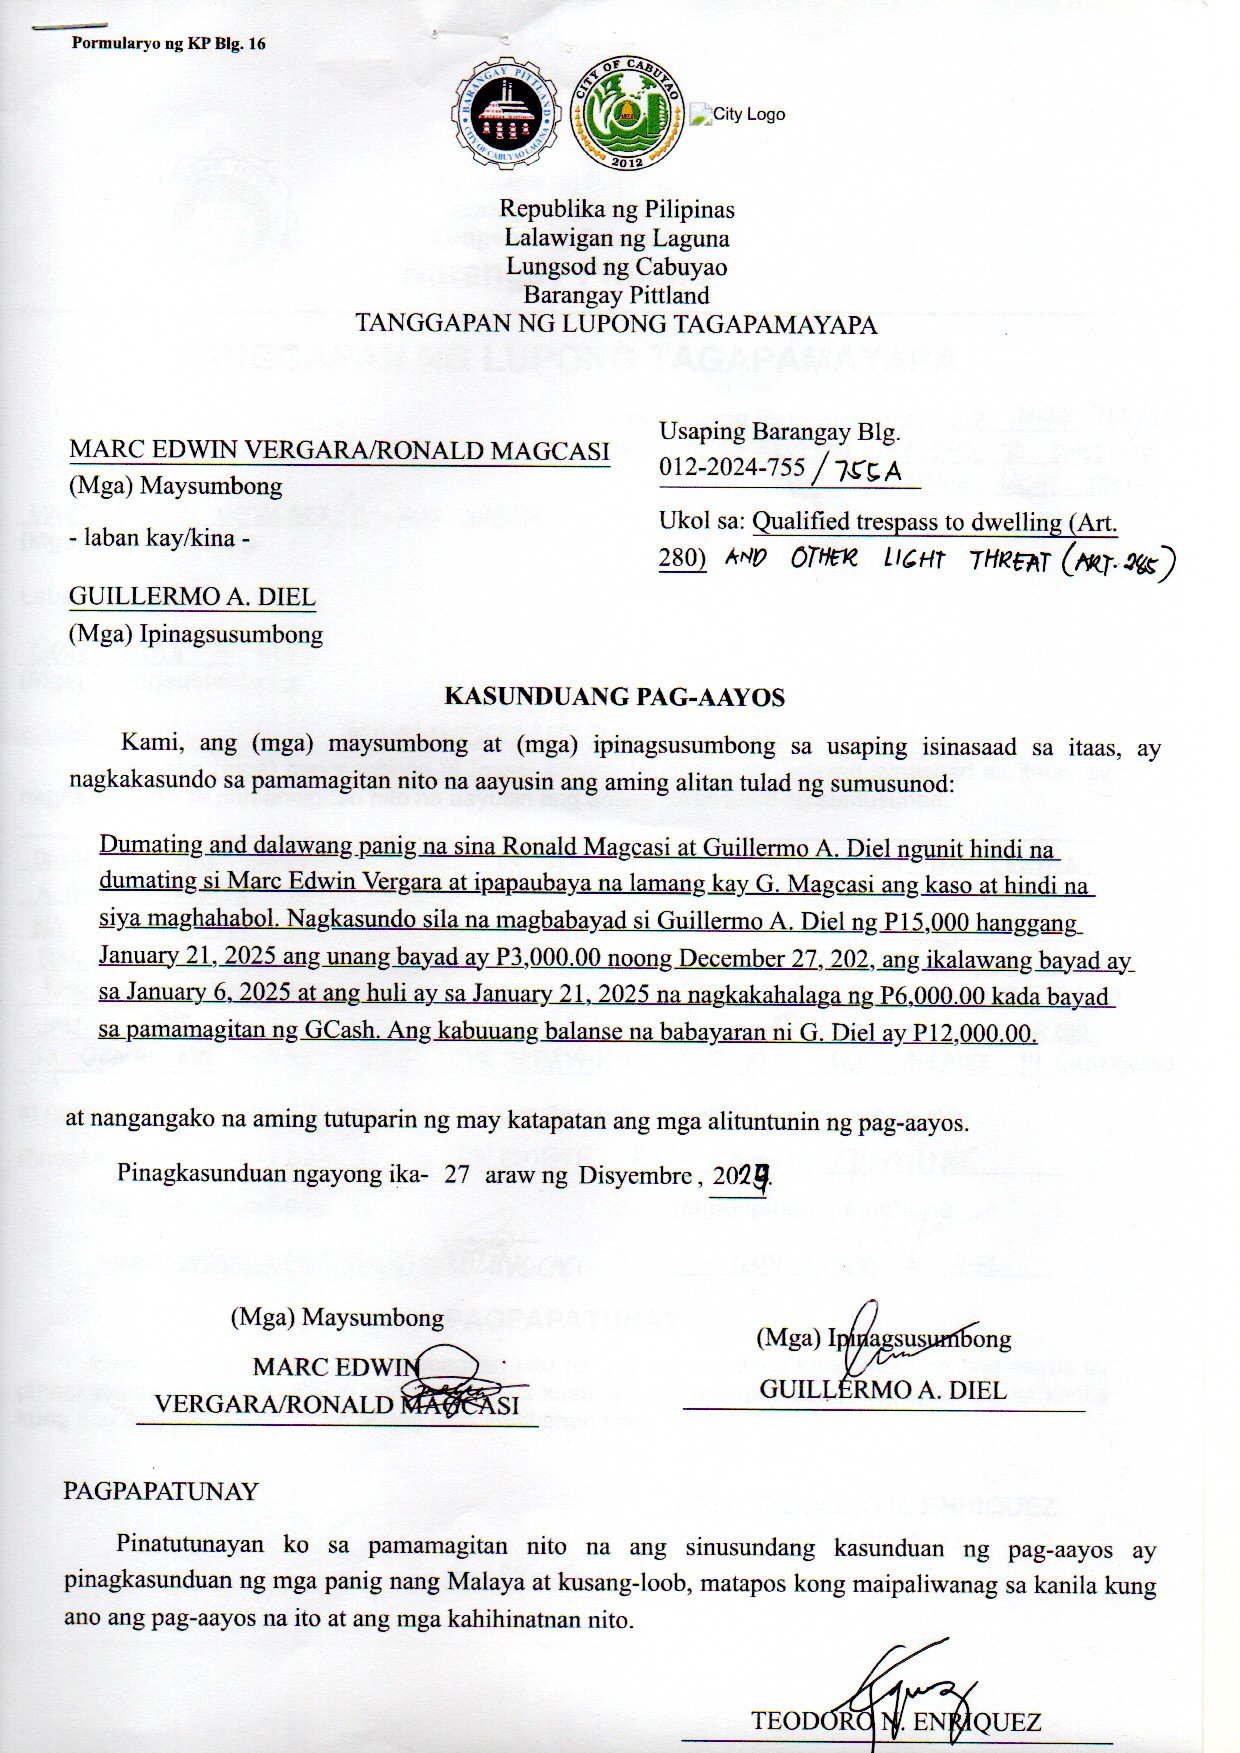 Pormularyo ng KP Blg. 16
BARANGAY PITTLAND
CITY OF CABUYAO LAGUNA
CITY OF CABUYAO
2012
City Logo
Republika ng Pilipinas
Lalawigan ng Laguna
Lungsod ng Cabuyao
Barangay Pittland
TANGGAPAN NG LUPONG TAGAPAMAYAPA
MARC EDWIN VERGARA/RONALD MAGCASI
(Mga) Maysumbong
- laban kay/kina -
GUILLERMO A. DIEL
(Mga) Ipinagsusumbong
Usaping Barangay Blg.
012-2024-755 / 755A
Ukol sa: Qualified trespass to dwelling (Art.
280) AND OTHER LIGHT THREAT (ART. 285)
KASUNDUANG PAG-AAYOS
Kami, ang (mga) maysumbong at (mga) ipinagsusumbong sa usaping isinasaad sa itaas, ay
nagkakasundo sa pamamagitan nito na aayusin ang aming alitan tulad ng sumusunod:
Dumating and dalawang panig na sina Ronald Magcasi at Guillermo A. Diel ngunit hindi na
dumating si Marc Edwin Vergara at ipapaubaya na lamang kay G. Magcasi ang kaso at hindi na
siya maghahabol. Nagkasundo sila na magbabayad si Guillermo A. Diel ng P15,000 hanggang
January 21, 2025 ang unang bayad ay P3,000.00 noong December 27, 202, ang ikalawang bayad ay
sa January 6, 2025 at ang huli ay sa January 21, 2025 na nagkakahalaga ng P6,000.00 kada bayad
sa pamamagitan ng GCash. Ang kabuuang balanse na babayaran ni G. Diel ay P12,000.00.
at nangangako na aming tutuparin ng may katapatan ang mga alituntunin ng pag-aayos.
Pinagkasunduan ngayong ika- 27 araw ng Disyembre , 2024.
(Mga) Maysumbong
MARC EDWIN
VERGARA/RONALD MAGCASI
(Mga) Ipinagsusumbong
GUILLERMO A. DIEL
PAGPAPATUNAY
Pinatutunayan ko sa pamamagitan nito na ang sinusundang kasunduan ng pag-aayos ay
pinagkasunduan ng mga panig nang Malaya at kusang-loob, matapos kong maipaliwanag sa kanila kung
ano ang pag-aayos na ito at ang mga kahihinatnan nito.
TEODORO N. ENRIQUEZ